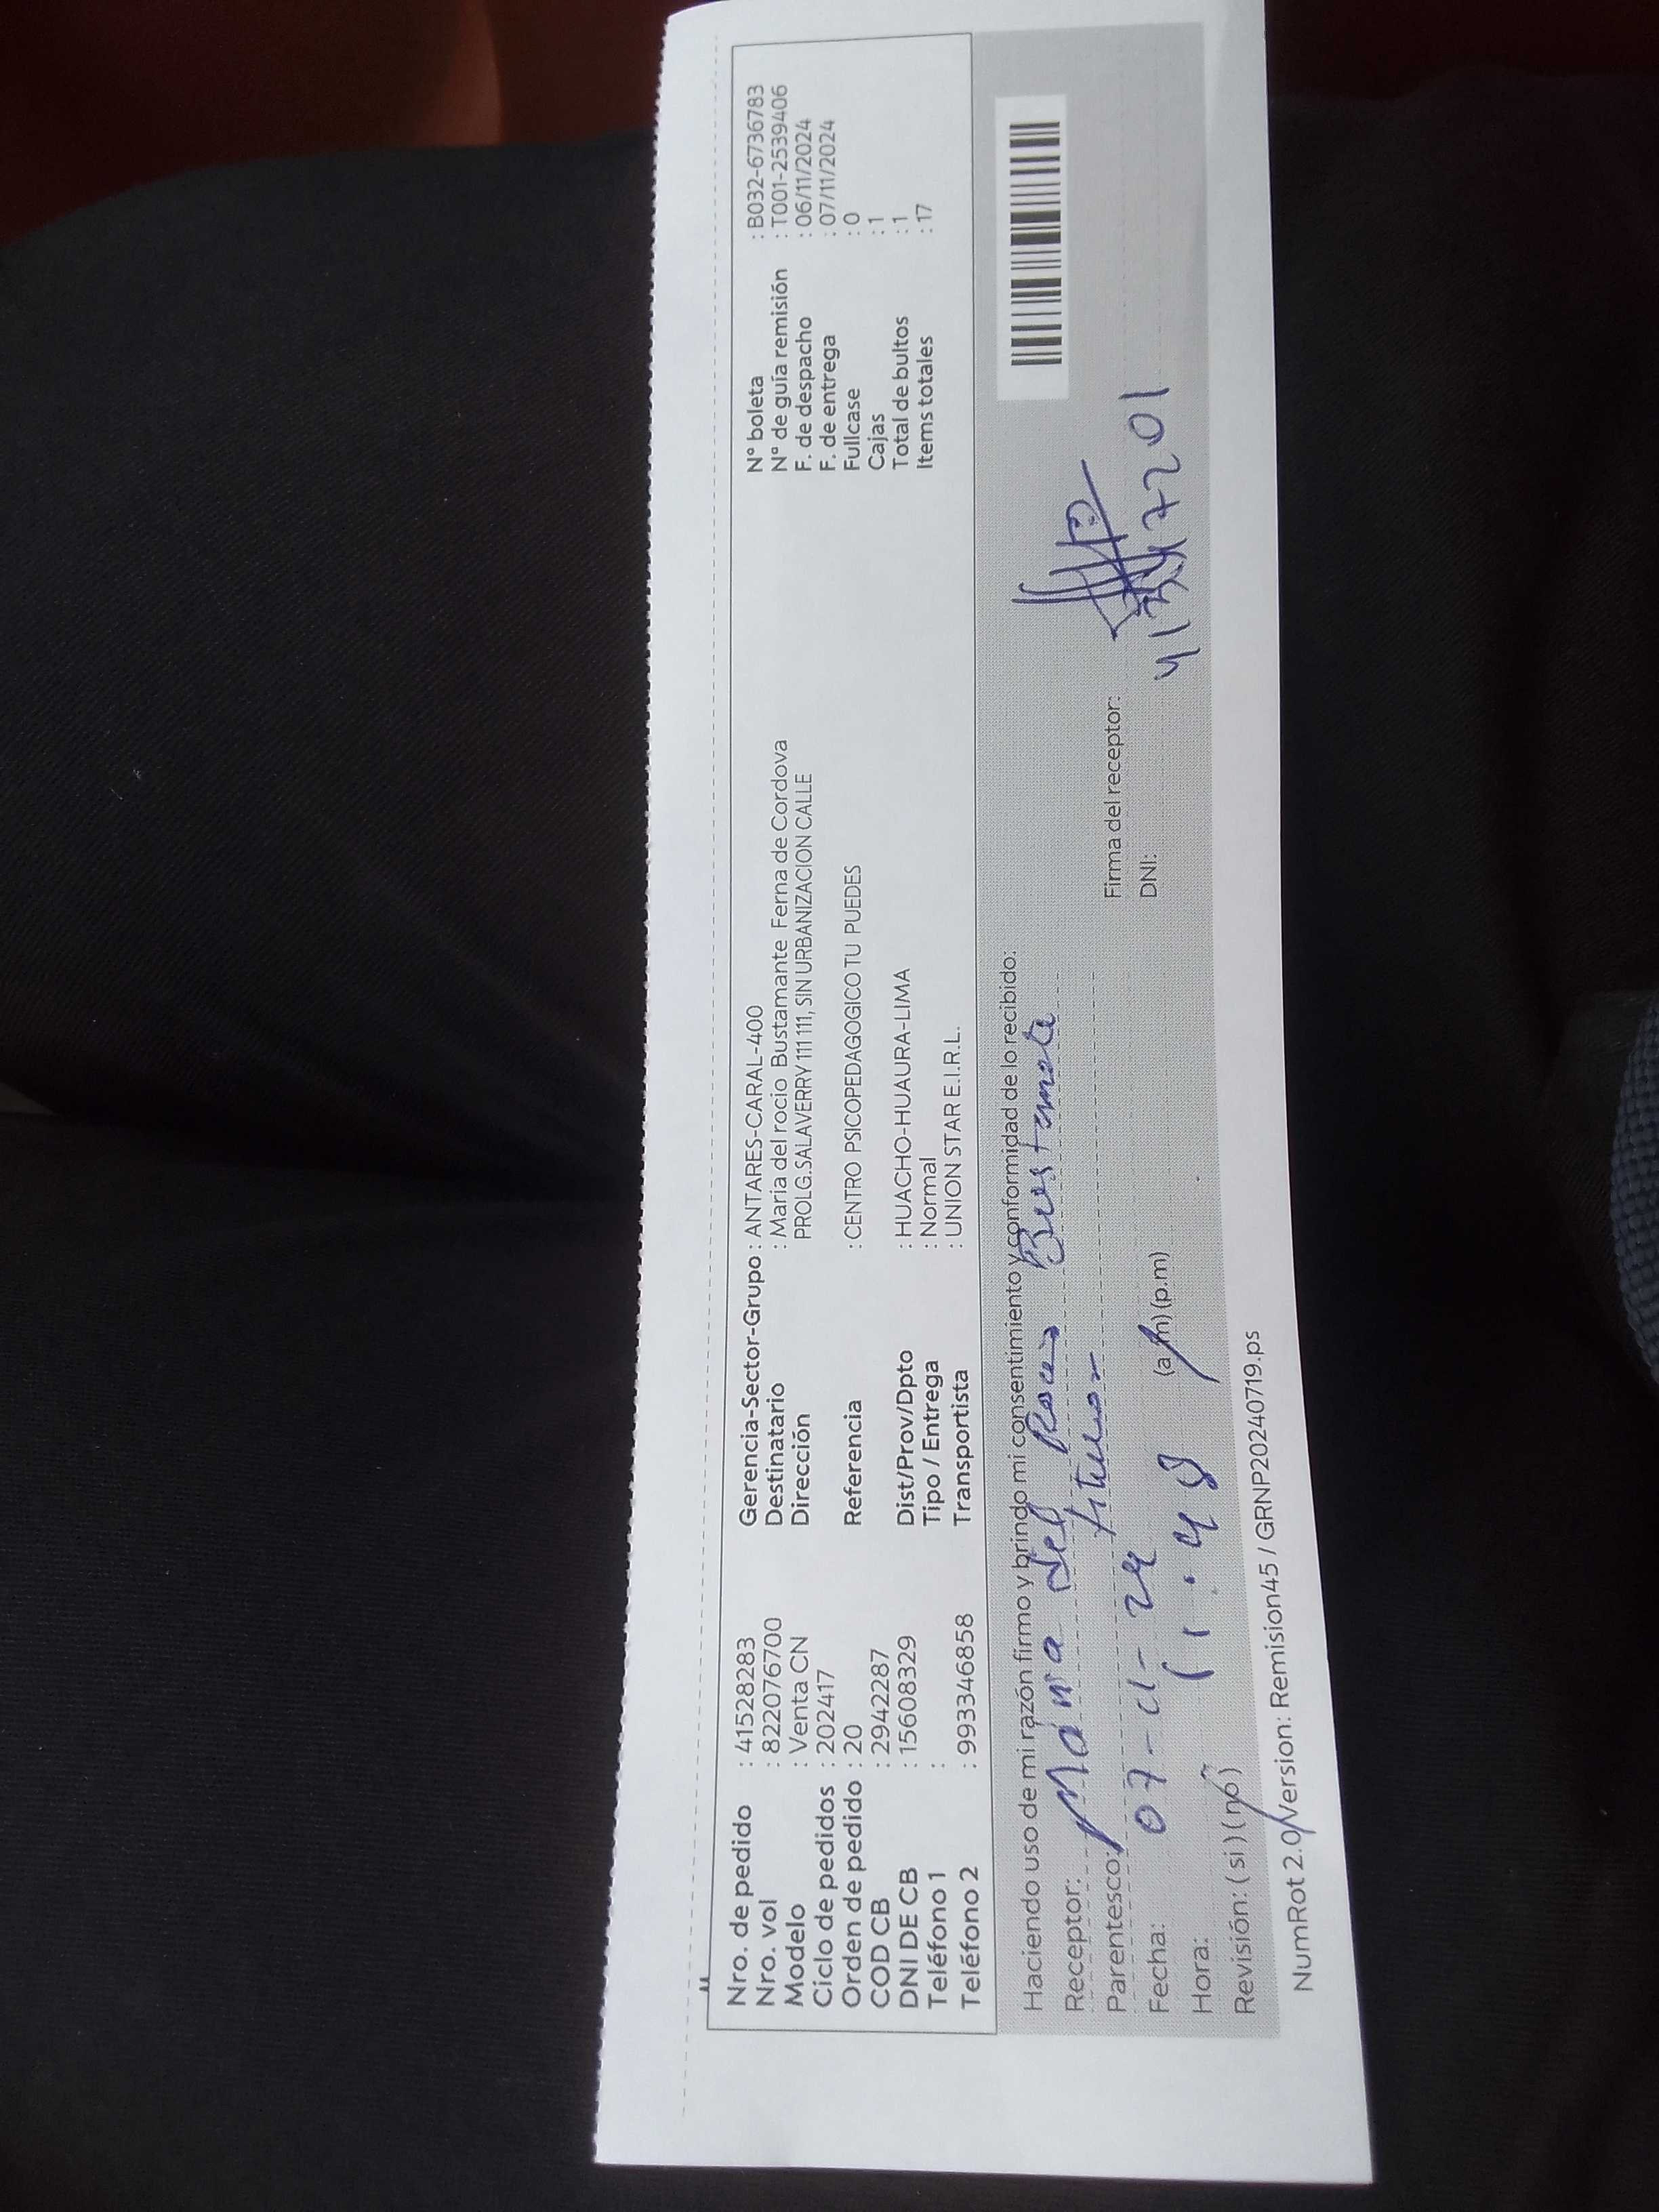 Nro. de pedido : 41528283
Nro. vol : 8222076700
Modelo : Venta CN
Ciclo de pedidos : 202417
Orden de pedido : 20
COD CB : 2942287
DNI DE CB : 15608329
Teléfono 1 :
Teléfono 2 : 993346858
Gerencia-Sector-Grupo : ANTARES-CARAL-400
Destinatario : Maria del rocio Bustamante Ferna de Cordova
Dirección PROLG.SALAVERRY 111 111, SIN URBANIZACION CALLE
Referencia : CENTRO PSICOPEDAGOGICO TU PUEDES
Dist/Prov/Dpto : HUACHO-HUAURA-LIMA
Tipo / Entrega : Normal
Transportista : UNION STAR E.I.R.L.
N° boleta : B032-6736783
N° de guía remisión : T001-2539406
F. de despacho : 06/11/2024
F. de entrega : 07/11/2024
Fullcase : 0
Cajas : 1
Total de bultos : 1
Items totales : 17
Haciendo uso de mi razón firmo y brindo mi consentimiento y conformidad de lo recibido:
Receptor: María del Rocio Bustamante
Parentesco: titular
Fecha: 07-11-24
Hora: (a.m) (p.m)
Revisión: ( si ) ( no )
Firma del receptor:
DNI:
NumRot 2.0/Version: Remision45 / GRNP20240719.ps